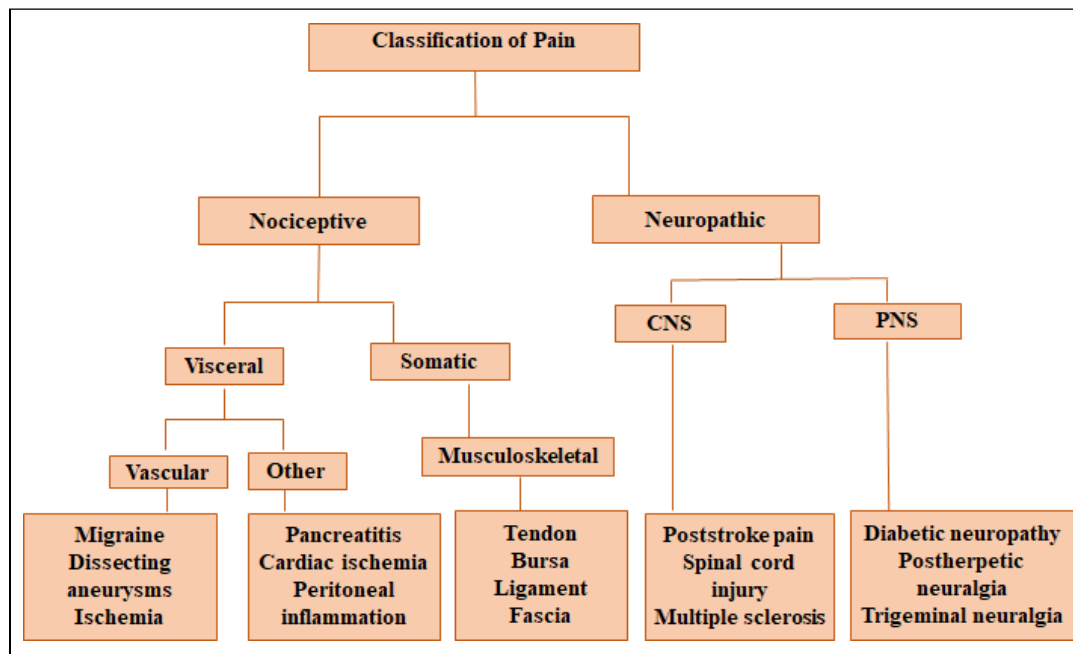 Classification of Pain
Nociceptive
Neuropathic
CNS
PNS
Visceral
Somatic
Vascular
Other
Musculoskeletal
Migraine
Dissecting
aneurysms
Ischemia
Pancreatitis
Cardiac ischemia
Peritoneal
inflammation
Tendon
Bursa
Ligament
Fascia
Poststroke pain
Spinal cord
injury
Multiple sclerosis
Diabetic neuropathy
Postherpetic
neuralgia
Trigeminal neuralgia